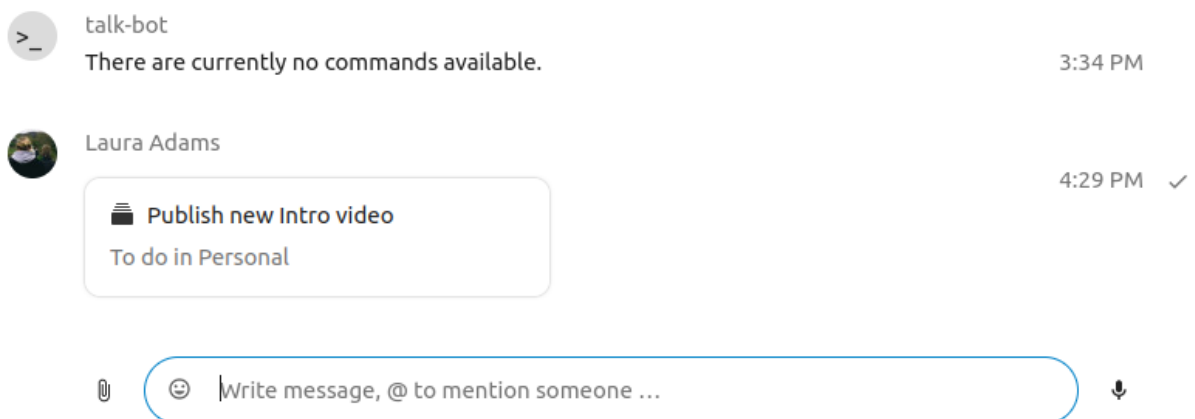 talk-bot
>_
There are currently no commands available.
3:34 PM
Laura Adams
4:29 PM
Publish new Intro video
To do in Personal
Write message, @ to mention someone …